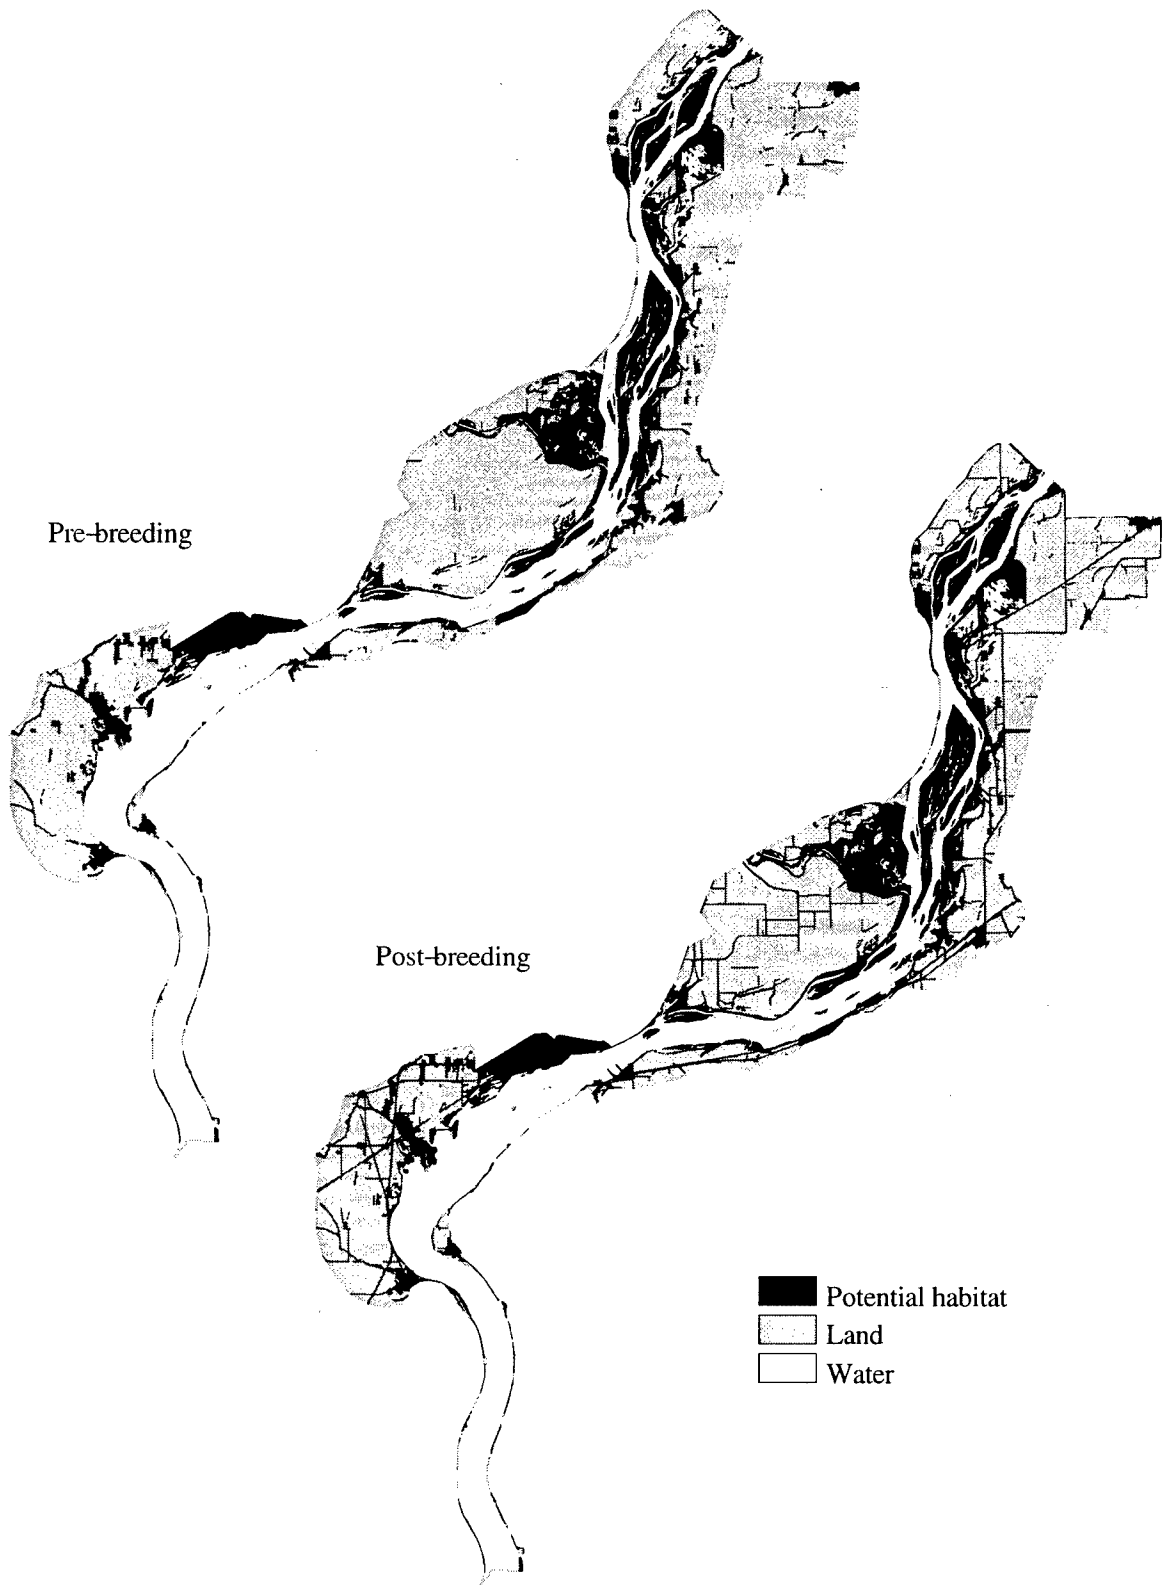 Pre-breeding
Post-breeding
Potential habitat
Land
Water